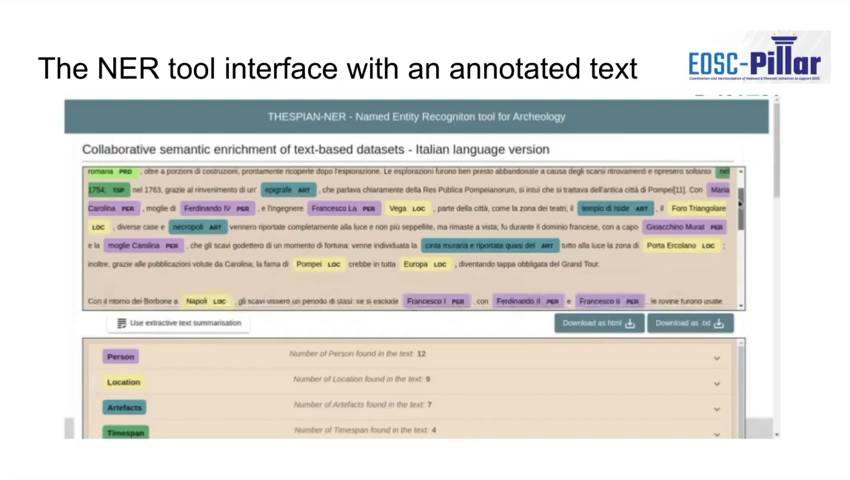 The NER tool interface with an annotated text
EOSC-Pillar
THESPIAN-NER - Named Entity Recogniton tool for Archeology
Collaborative semantic enrichment of text-based datasets - Italian language version
romana PRD , oltre a porzioni di costruzioni, prontamente ricoperte dopo l'esplorazione. Le esplorazioni furono ben presto abbandonate a causa degli scarsi ritrovamenti e ripresero soltanto nel
1754; TSP nel 1763, grazie al rinvenimento di un' epigrafe ART , che parlava chiaramente della Res Publica Pompeianorum, si intuì che si trattava dell'antica città di Pompei[11]. Con Maria
Carolina PER , moglie di Ferdinando IV PER , e l'ingegnere Francesco La PER Vega LOC , parte della città, come la zona dei teatri, il tempio di Iside ART , il Foro Triangolare
LOC , diverse case e necropoli ART vennero riportate completamente alla luce e non più seppellite, ma rimaste a vista; fu durante il dominio francese, con a capo Gioacchino Murat PER
e la moglie Carolina PER , che gli scavi godettero di un momento di fortuna: venne individuata la cinta muraria e riportata quasi del ART tutto alla luce la zona di Porta Ercolano LOC ;
inoltre, grazie alle pubblicazioni volute da Carolina, la fama di Pompei LOC crebbe in tutta Europa LOC , diventando tappa obbligata del Grand Tour.
Con il ritorno dei Borbone a Napoli LOC , gli scavi vissero un periodo di stasi: se si esclude Francesco I PER , con Ferdinando II PER e Francesco II PER , le rovine furono usate
Use extractive text summarisation
Download as html
Download as .txt
Person Number of Person found in the text: 12
Location Number of Location found in the text: 9
Artefacts Number of Artefacts found in the text: 7
Timespan Number of Timespan found in the text: 4